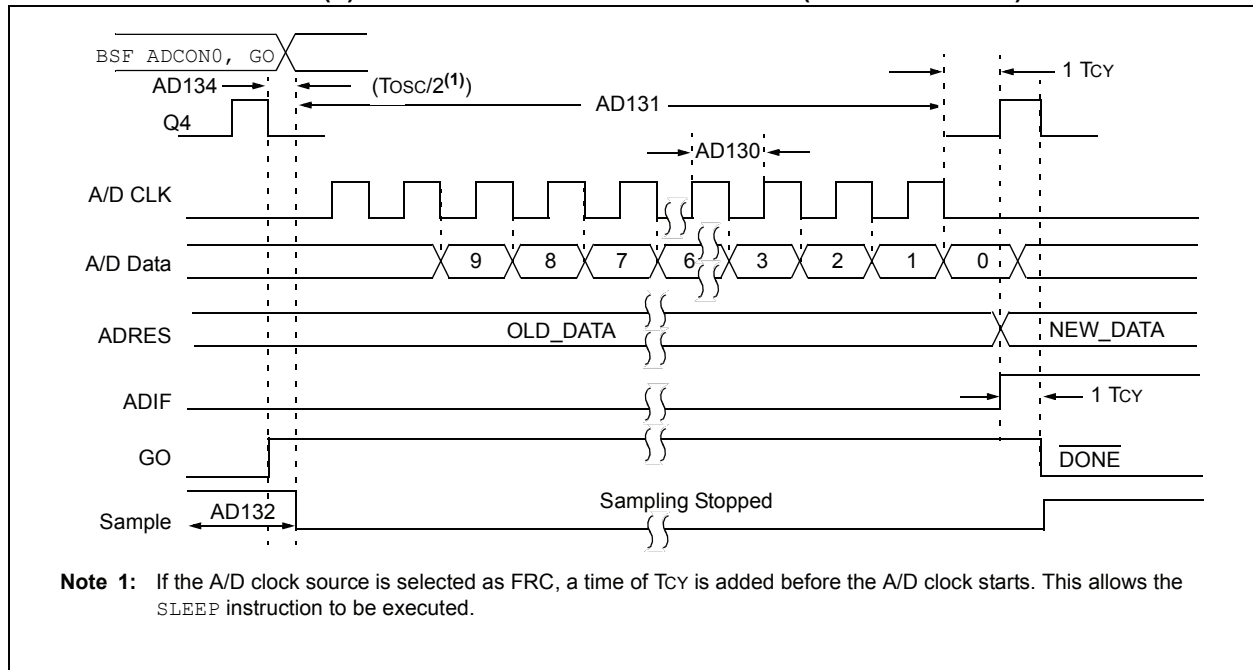 BSF ADCON0, GO
AD134 (TOSC/2(1)) 1 TCY
AD131
Q4
AD130
A/D CLK
A/D Data 9 8 7 6 3 2 1 0
ADRES OLD_DATA NEW_DATA
ADIF 1 TCY
GO DONE
Sample AD132 Sampling Stopped
Note 1: If the A/D clock source is selected as FRC, a time of TCY is added before the A/D clock starts. This allows the
SLEEP instruction to be executed.